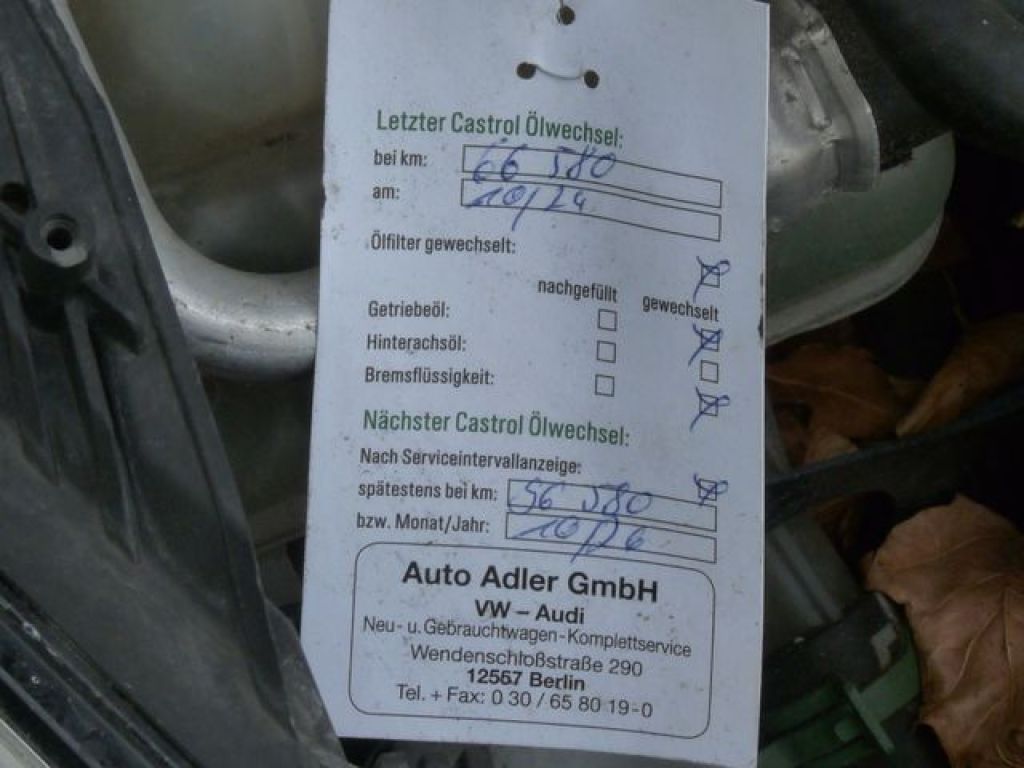 Letzter Castrol Ölwechsel:
bei km: 66 580
am: 10/24
Ölfilter gewechselt:
nachgefüllt gewechselt
Getriebeöl:
Hinterachsöl:
Bremsflüssigkeit:
Nächster Castrol Ölwechsel:
Nach Serviceintervallanzeige:
spätestens bei km: 96 580
bzw. Monat/Jahr: 10/26
Auto Adler GmbH
VW – Audi
Neu- u. Gebrauchtwagen-Komplettservice
Wendenschloßstraße 290
12567 Berlin
Tel. + Fax: 0 30 / 65 80 19-0